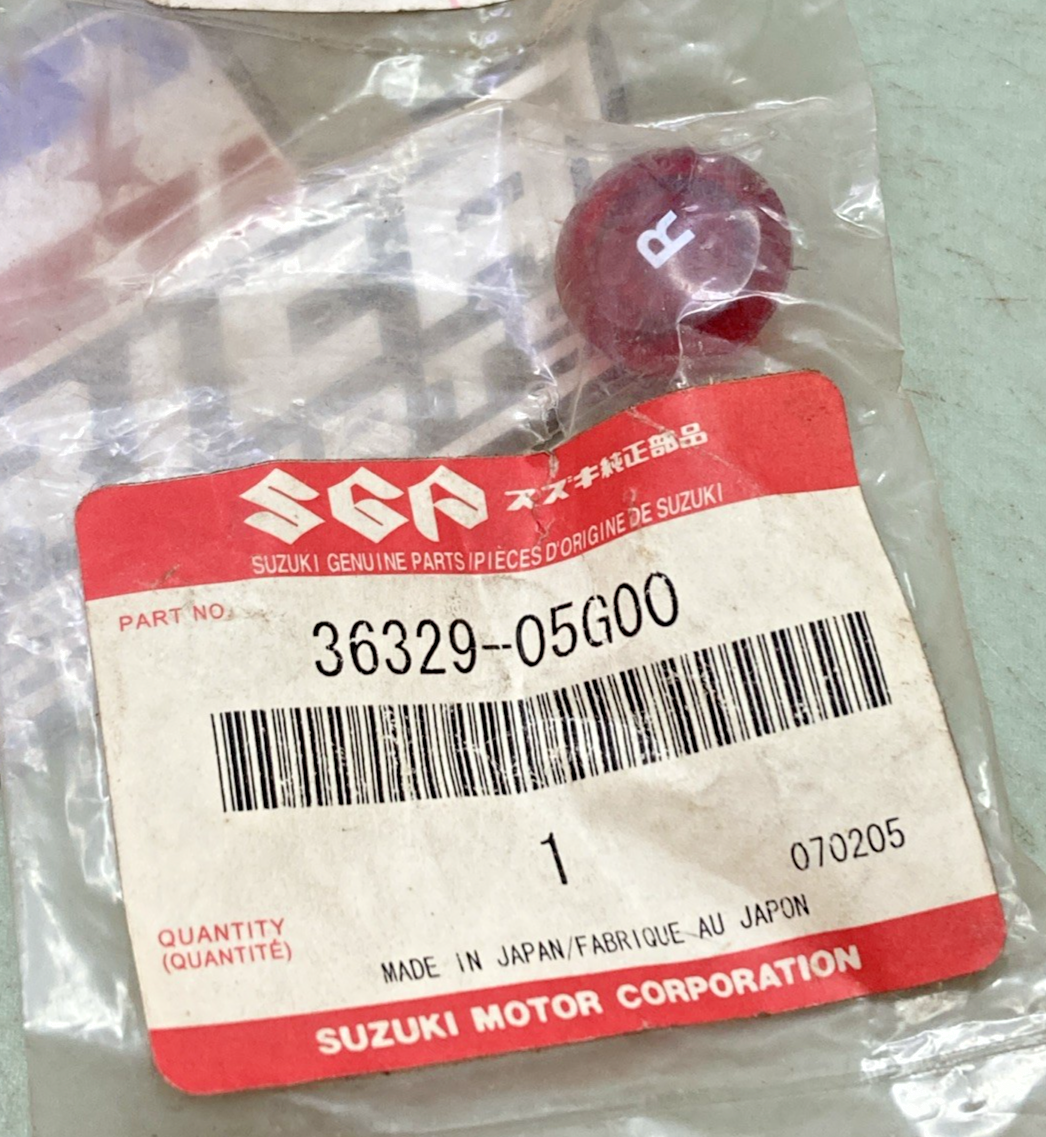 R
SGP スズキ純正部品
SUZUKI GENUINE PARTS/PIÈCES D'ORIGINE DE SUZUKI
PART NO.
36329-05G00
1
070205
QUANTITY
(QUANTITÉ)
MADE IN JAPAN/FABRIQUE AU JAPON
SUZUKI MOTOR CORPORATION